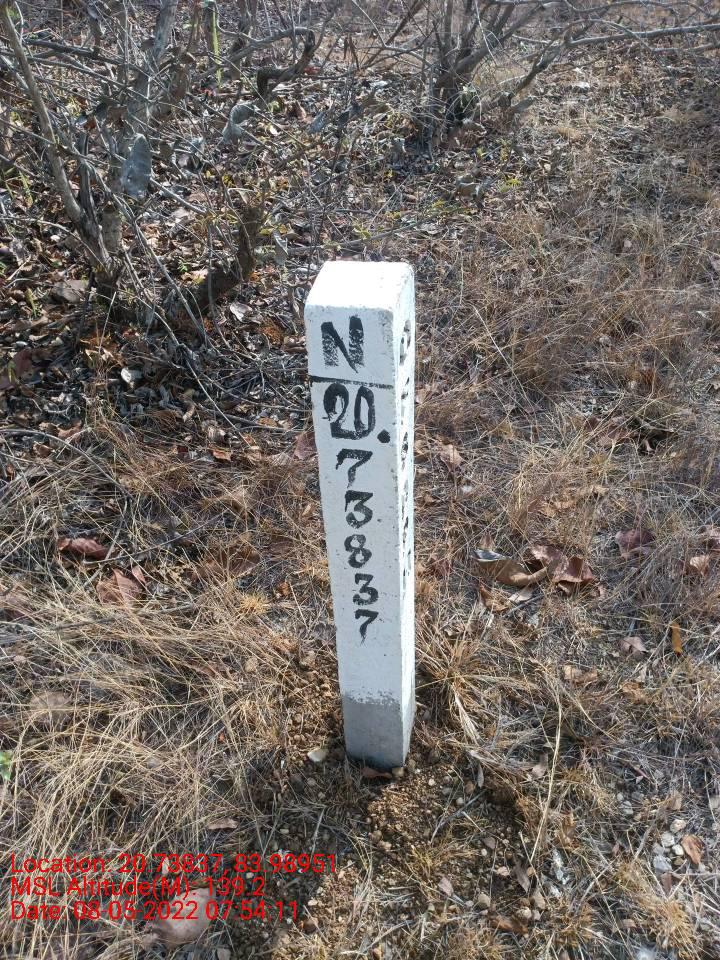 N
20.
7
3
8
3
7
Location: 20.73837, 83.98951
MSL Altitude(M): 139.2
Date: 08-05-2022 07:54:11